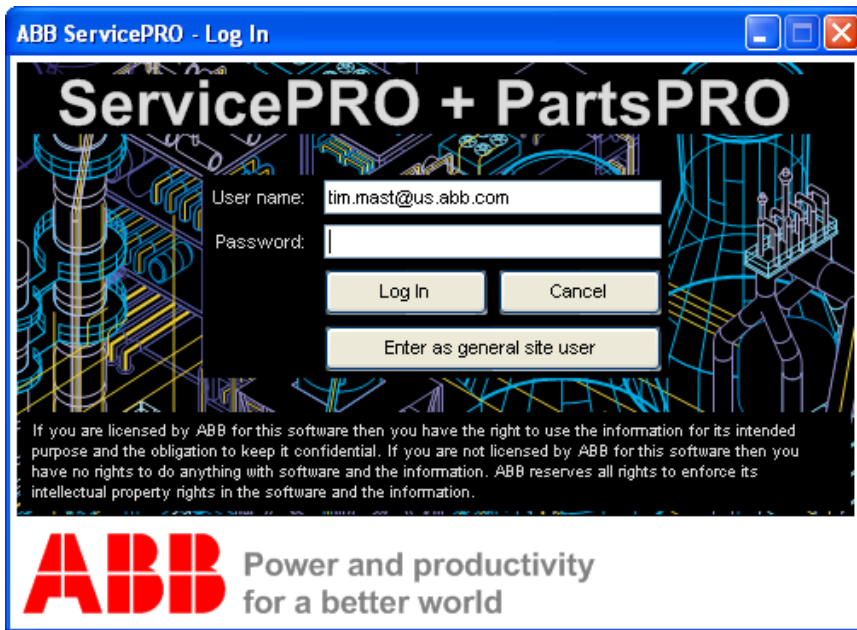 ABB ServicePRO - Log In
ServicePRO + PartsPRO
User name: tim.mast@us.abb.com
Password:
Log In Cancel
Enter as general site user
If you are licensed by ABB for this software then you have the right to use the information for its intended
purpose and the obligation to keep it confidential. If you are not licensed by ABB for this software then you
have no rights to do anything with software and the information. ABB reserves all rights to enforce its
intellectual property rights in the software and the information.
ABB
Power and productivity
for a better world